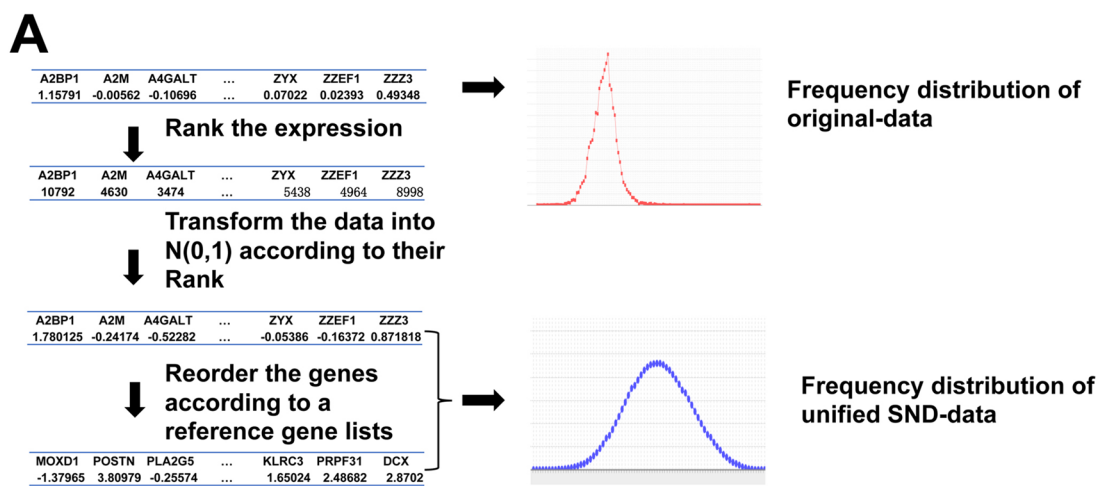 A
A2BP1 A2M A4GALT ... ZYX ZZEF1 ZZZ3
1.15791 -0.00562 -0.10696 ... 0.07022 0.02393 0.49348
Frequency distribution of
original-data
Rank the expression
A2BP1 A2M A4GALT ... ZYX ZZEF1 ZZZ3
10792 4630 3474 ... 5438 4964 8998
Transform the data into
N(0,1) according to their
Rank
A2BP1 A2M A4GALT ... ZYX ZZEF1 ZZZ3
1.780125 -0.24174 -0.52282 ... -0.05386 -0.16372 0.871818
Reorder the genes
according to a
reference gene lists
Frequency distribution of
unified SND-data
MOXD1 POSTN PLA2G5 ... KLRC3 PRPF31 DCX
-1.37965 3.80979 -0.25574 ... 1.65024 2.48682 2.8702